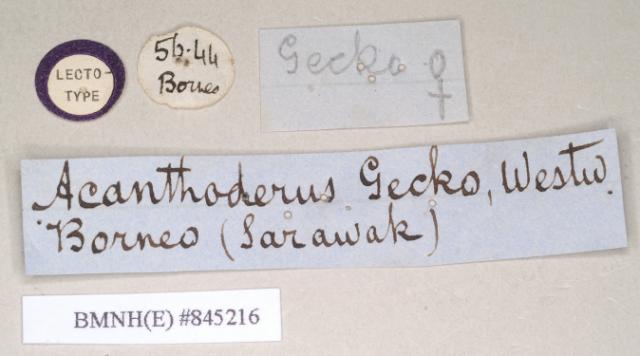 LECTO-
TYPE
56·44
Borneo
Gecko ♀
Acanthoderus Gecko, Westw.
Borneo (Sarawak)
BMNH(E) #845216